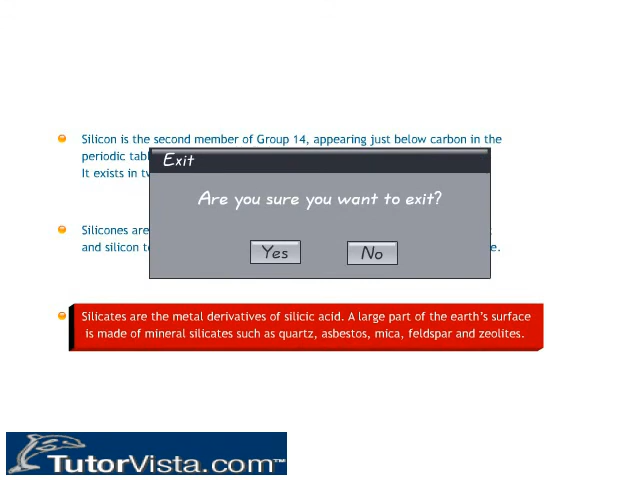 Silicon is the second member of Group 14, appearing just below carbon in the
periodic tab
It exists in tw
Exit
Are you sure you want to exit?
Yes No
Silicones are
and silicon t e.
Silicates are the metal derivatives of silicic acid. A large part of the earth's surface
is made of mineral silicates such as quartz, asbestos, mica, feldspar and zeolites.
TutorVista.com™